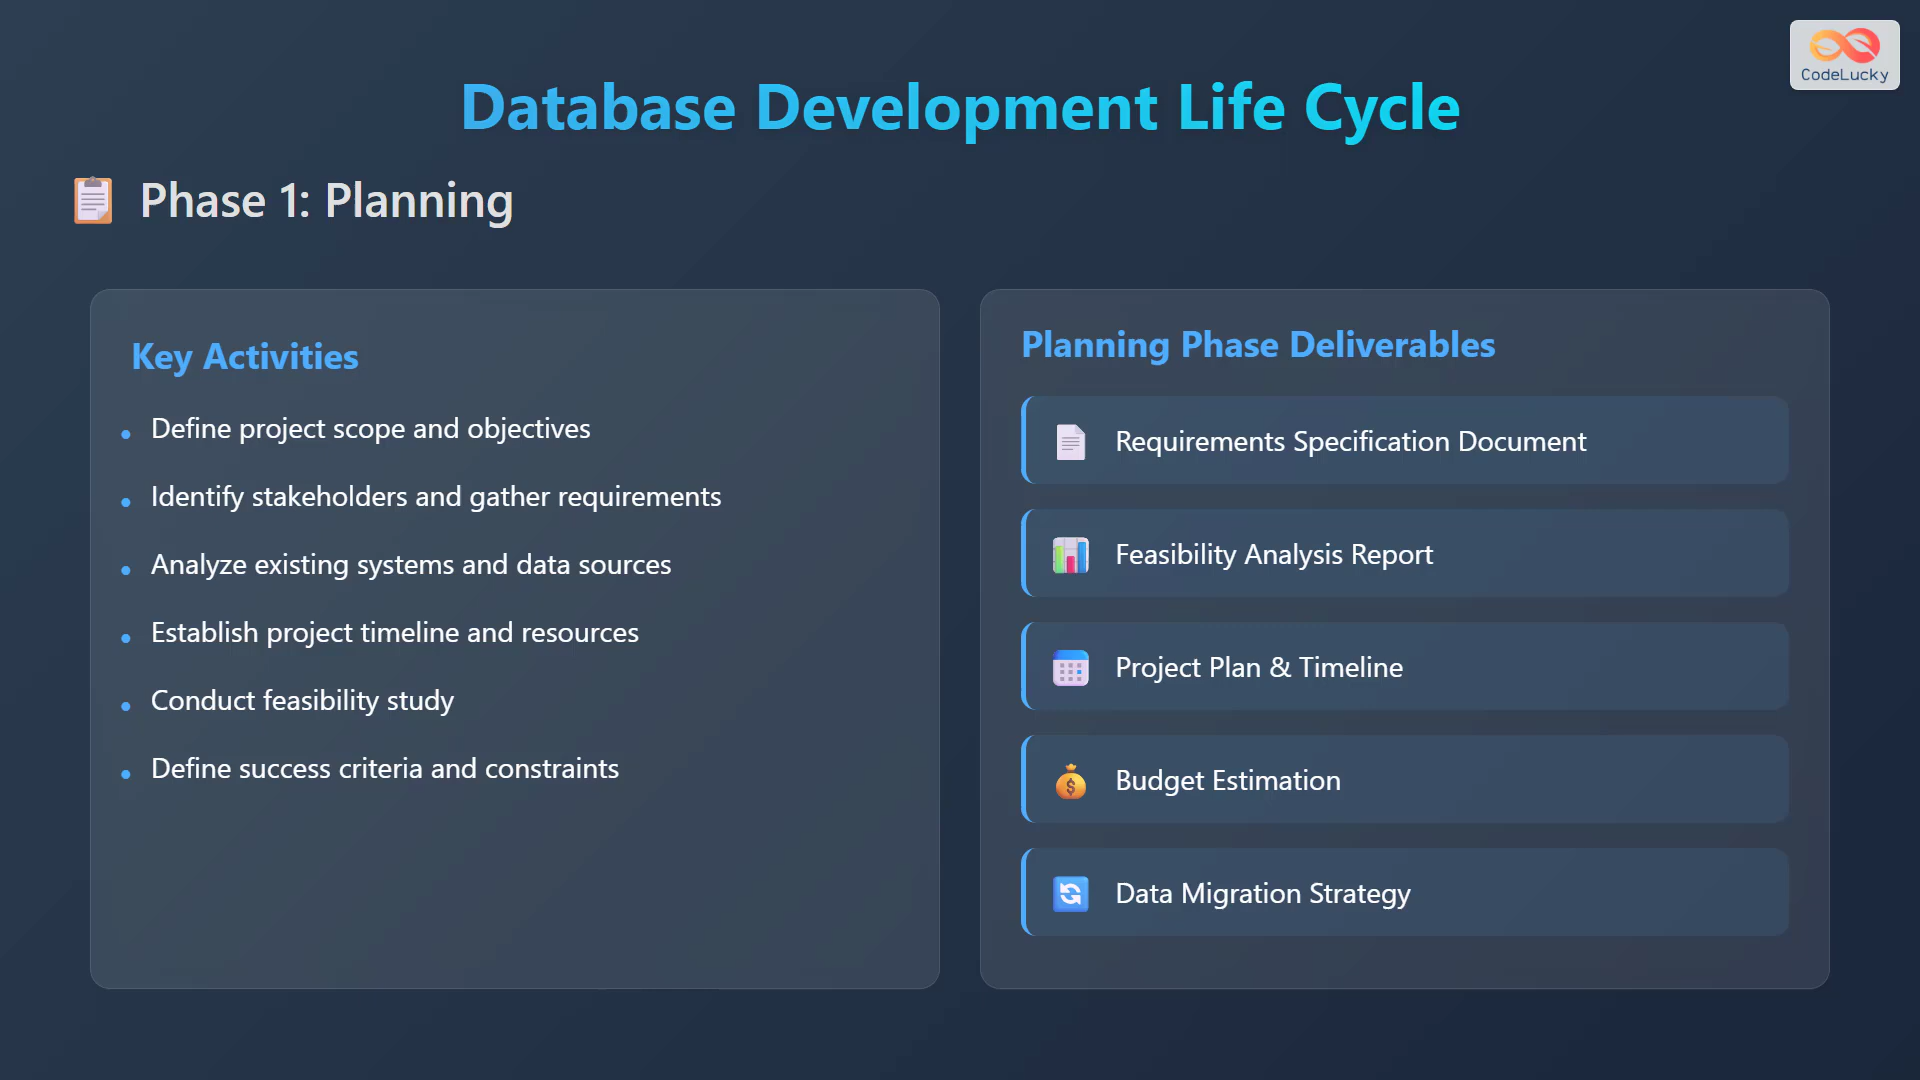 CodeLucky
Database Development Life Cycle
Phase 1: Planning
Key Activities
Define project scope and objectives
Identify stakeholders and gather requirements
Analyze existing systems and data sources
Establish project timeline and resources
Conduct feasibility study
Define success criteria and constraints
Planning Phase Deliverables
Requirements Specification Document
Feasibility Analysis Report
Project Plan & Timeline
Budget Estimation
Data Migration Strategy